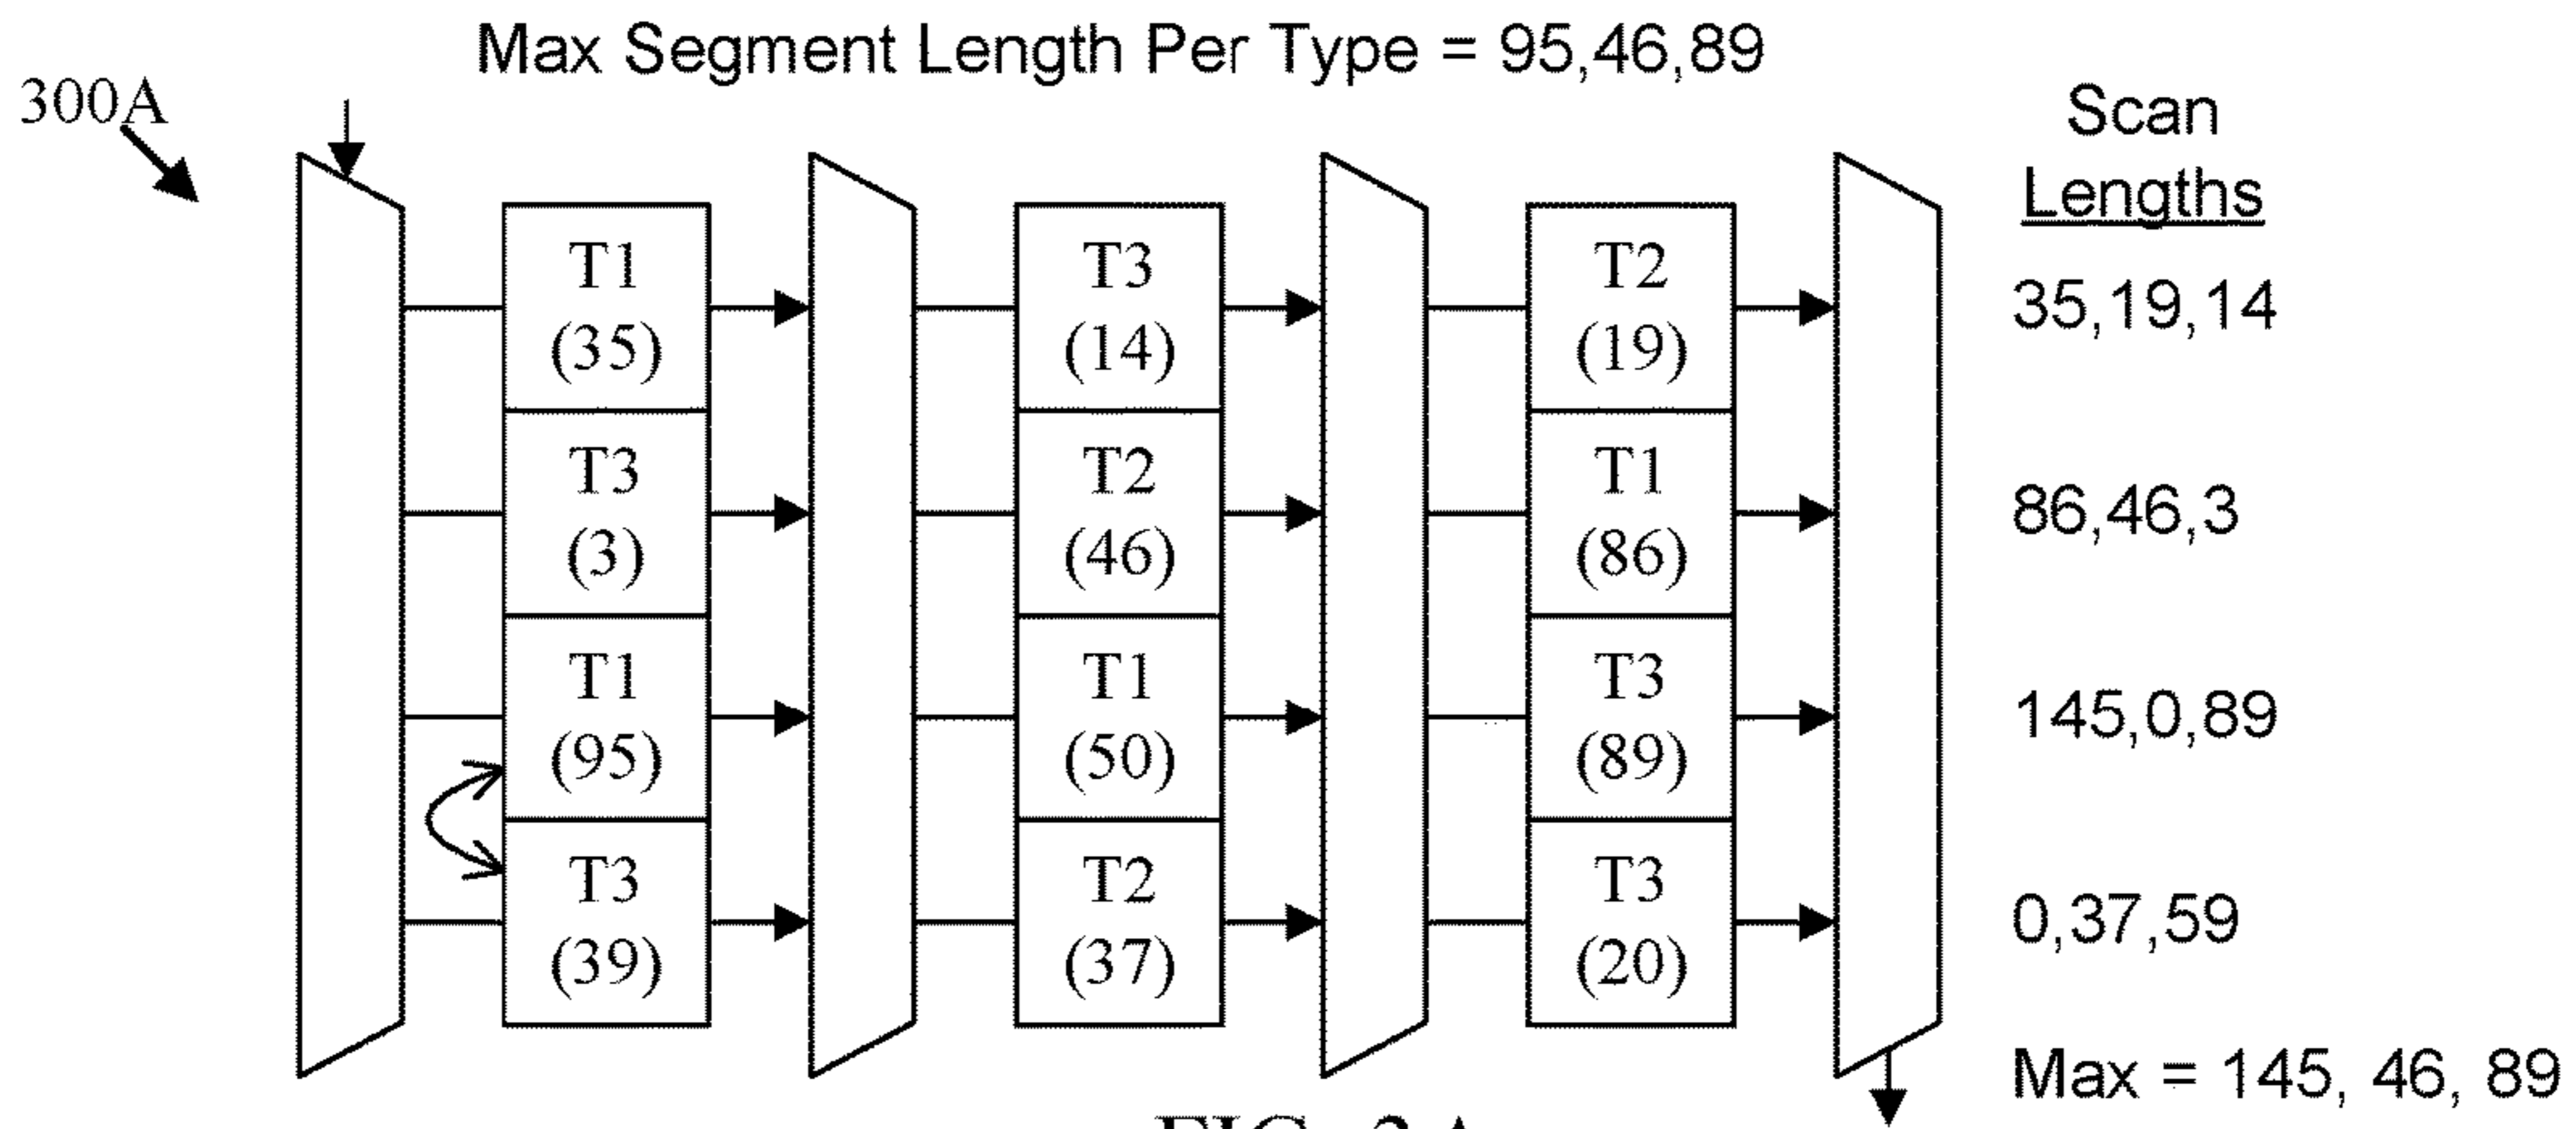 Max Segment Length Per Type = 95,46,89
300A
Scan
Lengths
T1
(35)
T3
(14)
T2
(19)
35,19,14
T3
(3)
T2
(46)
T1
(86)
86,46,3
T1
(95)
T1
(50)
T3
(89)
145,0,89
T3
(39)
T2
(37)
T3
(20)
0,37,59
Max = 145, 46, 89